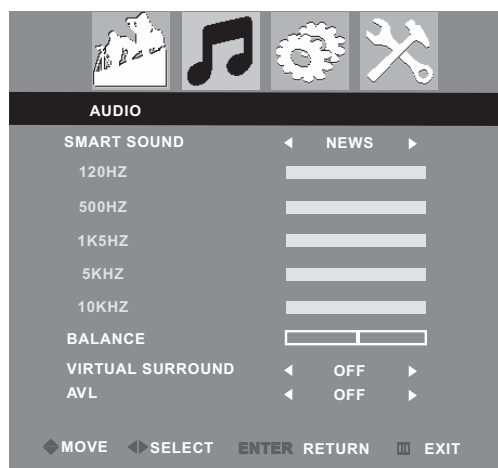 AUDIO
SMART SOUND NEWS
120HZ
500HZ
1K5HZ
5KHZ
10KHZ
BALANCE
VIRTUAL SURROUND OFF
AVL OFF
MOVE SELECT ENTER RETURN EXIT